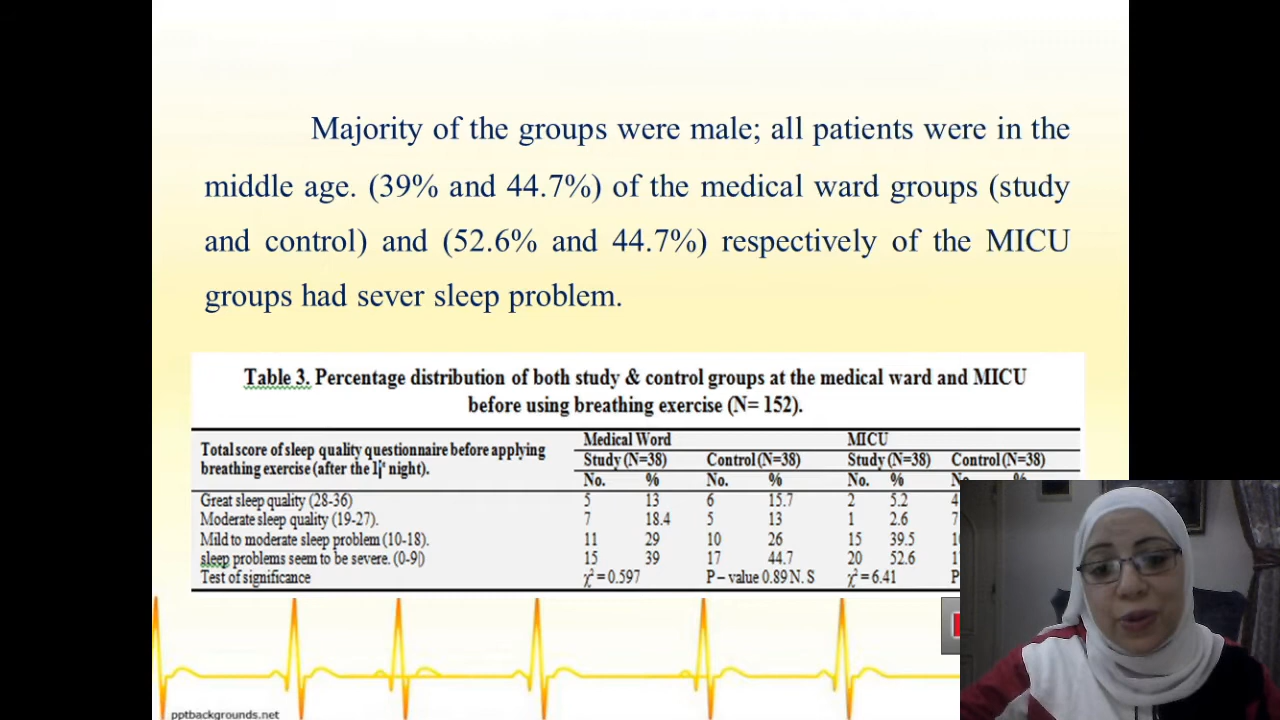 Majority of the groups were male; all patients were in the
middle age. (39% and 44.7%) of the medical ward groups (study
and control) and (52.6% and 44.7%) respectively of the MICU
groups had sever sleep problem.
Table 3. Percentage distribution of both study & control groups at the medical ward and MICU
before using breathing exercise (N= 152).
Total score of sleep quality questionnaire before applying
breathing exercise (after the 1st night).
Medical Word MICU
Study (N=38) Control (N=38) Study (N=38) Control (N=38)
No. % No. % No. %
Great sleep quality (28-36) 5 13 6 15.7 2 5.2 4
Moderate sleep quality (19-27). 7 18.4 5 13 1 2.6 7
Mild to moderate sleep problem (10-18). 11 29 10 26 15 39.5
sleep problems seem to be severe. (0-9) 15 39 17 44.7 20 52.6
Test of significance χ² = 0.597 P – value 0.89 N. S χ² = 6.41 P
pptbackgrounds.net